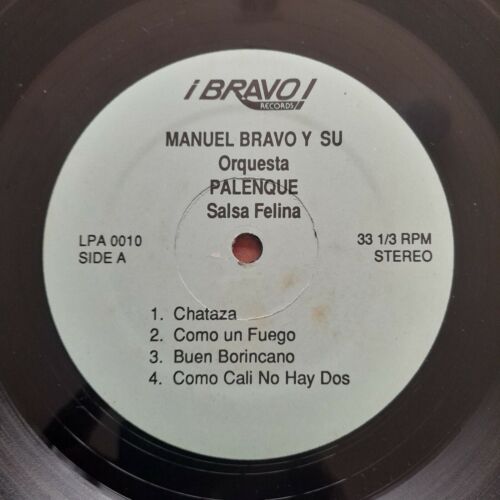 ¡BRAVO!
RECORDS
MANUEL BRAVO Y SU
Orquesta
PALENQUE
Salsa Felina
LPA 0010
SIDE A
33 1/3 RPM
STEREO
1. Chataza
2. Como un Fuego
3. Buen Borincano
4. Como Cali No Hay Dos